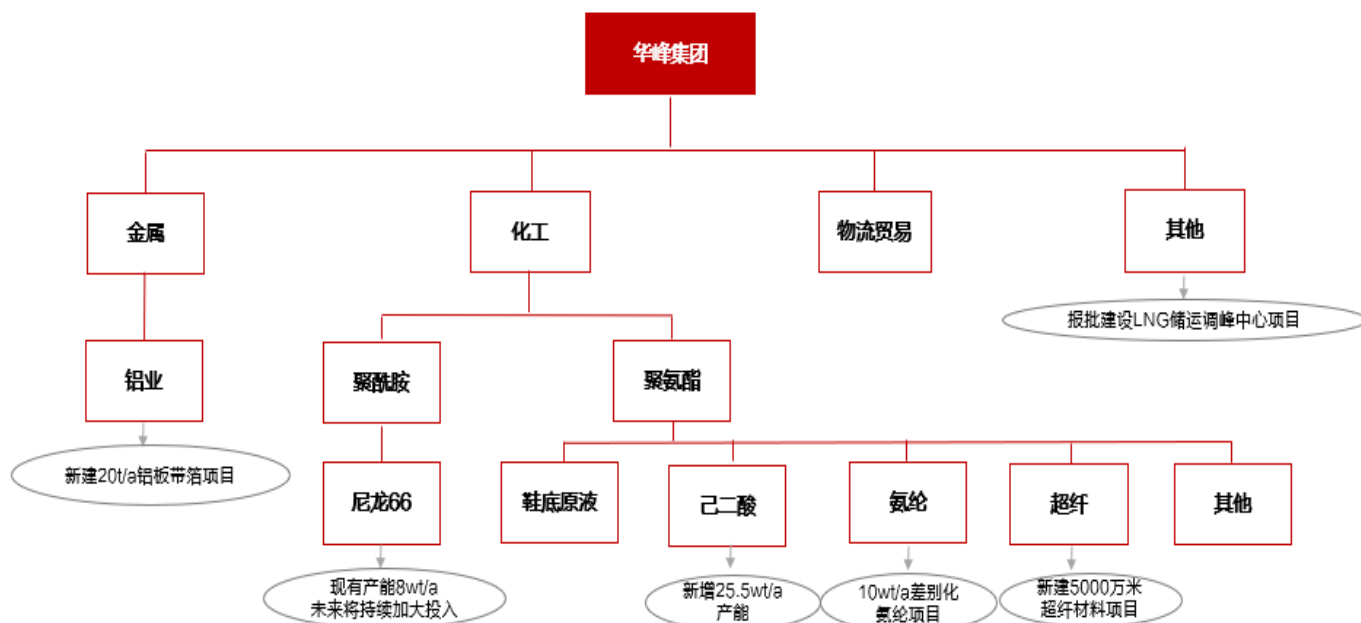 华峰集团
金属
化工
物流贸易
其他
报批建设LNG储运调峰中心项目
铝业
聚酰胺
聚氨酯
新建20t/a铝板带箔项目
尼龙66
鞋底原液
己二酸
氨纶
超纤
其他
现有产能8wt/a
未来将持续加大投入
新增25.5wt/a
产能
10wt/a差别化
氨纶项目
新建5000万米
超纤材料项目